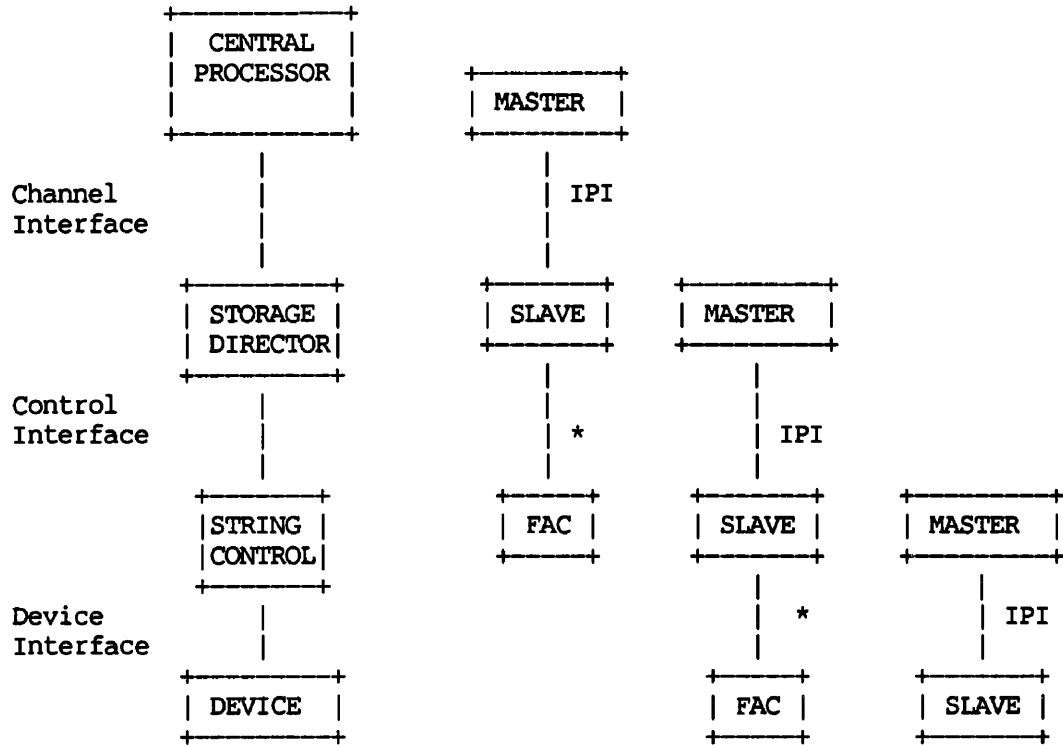 CENTRAL
PROCESSOR
MASTER
Channel
Interface
IPI
STORAGE
DIRECTOR
SLAVE
MASTER
Control
Interface
*
IPI
STRING
CONTROL
FAC
SLAVE
MASTER
Device
Interface
*
IPI
DEVICE
FAC
SLAVE